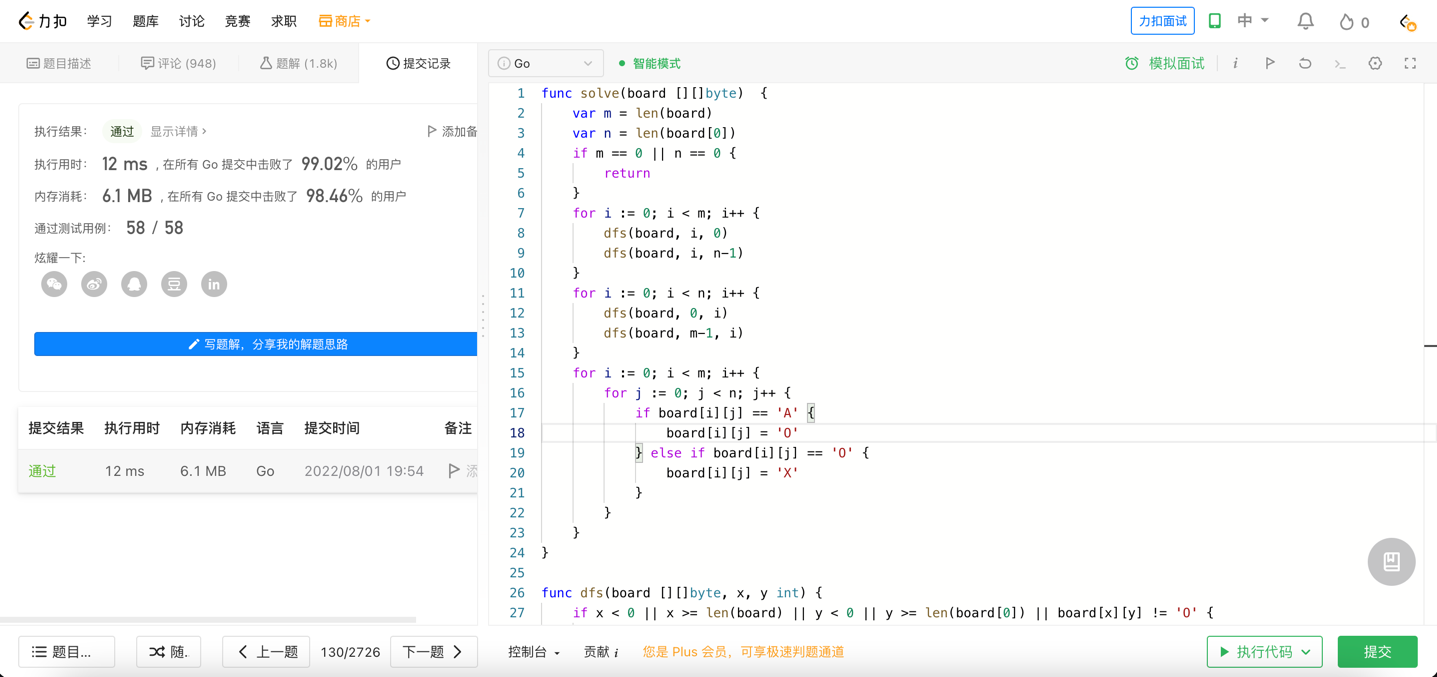 力扣 学习 题库 讨论 竞赛 求职 商店 力扣面试 中 0
题目描述 评论 (948) 题解 (1.8k) 提交记录
Go 智能模式 模拟面试 i
执行结果： 通过 显示详情 > 添加备
执行用时： 12 ms , 在所有 Go 提交中击败了 99.02% 的用户
内存消耗： 6.1 MB , 在所有 Go 提交中击败了 98.46% 的用户
通过测试用例： 58 / 58
炫耀一下:
in
写题解，分享我的解题思路
提交结果 执行用时 内存消耗 语言 提交时间 备注
通过 12 ms 6.1 MB Go 2022/08/01 19:54 添
1 func solve(board [][]byte)  {
2     var m = len(board)
3     var n = len(board[0])
4     if m == 0 || n == 0 {
5         return
6     }
7     for i := 0; i < m; i++ {
8         dfs(board, i, 0)
9         dfs(board, i, n-1)
10     }
11     for i := 0; i < n; i++ {
12         dfs(board, 0, i)
13         dfs(board, m-1, i)
14     }
15     for i := 0; i < m; i++ {
16         for j := 0; j < n; j++ {
17             if board[i][j] == 'A' {
18                 board[i][j] = 'O'
19             } else if board[i][j] == 'O' {
20                 board[i][j] = 'X'
21             }
22         }
23     }
24 }
25
26 func dfs(board [][]byte, x, y int) {
27     if x < 0 || x >= len(board) || y < 0 || y >= len(board[0]) || board[x][y] != 'O' {
题目... 随. 上一题 130/2726 下一题 控制台 贡献 i 您是 Plus 会员，可享极速判题通道 执行代码 提交